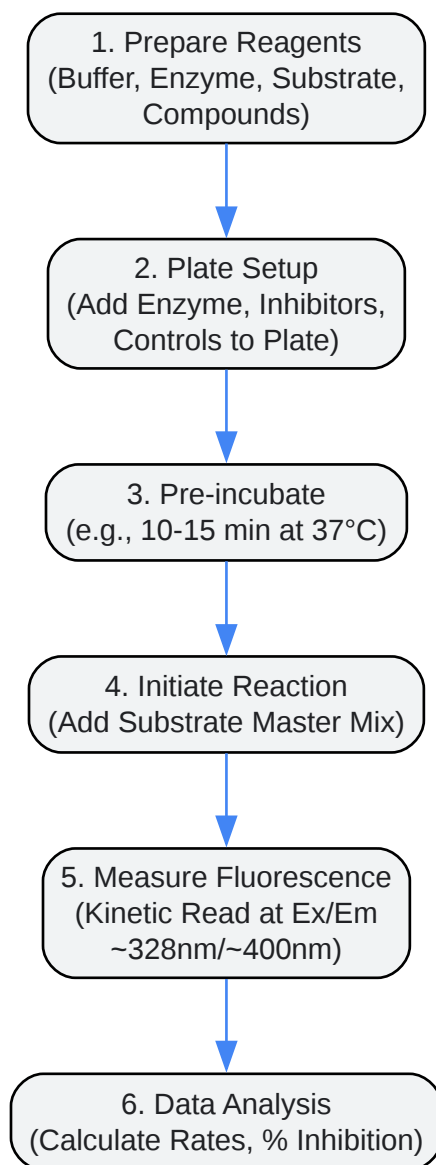 1. Prepare Reagents
(Buffer, Enzyme, Substrate,
Compounds)
2. Plate Setup
(Add Enzyme, Inhibitors,
Controls to Plate)
3. Pre-incubate
(e.g., 10-15 min at 37°C)
4. Initiate Reaction
(Add Substrate Master Mix)
5. Measure Fluorescence
(Kinetic Read at Ex/Em
~328nm/~400nm)
6. Data Analysis
(Calculate Rates, % Inhibition)